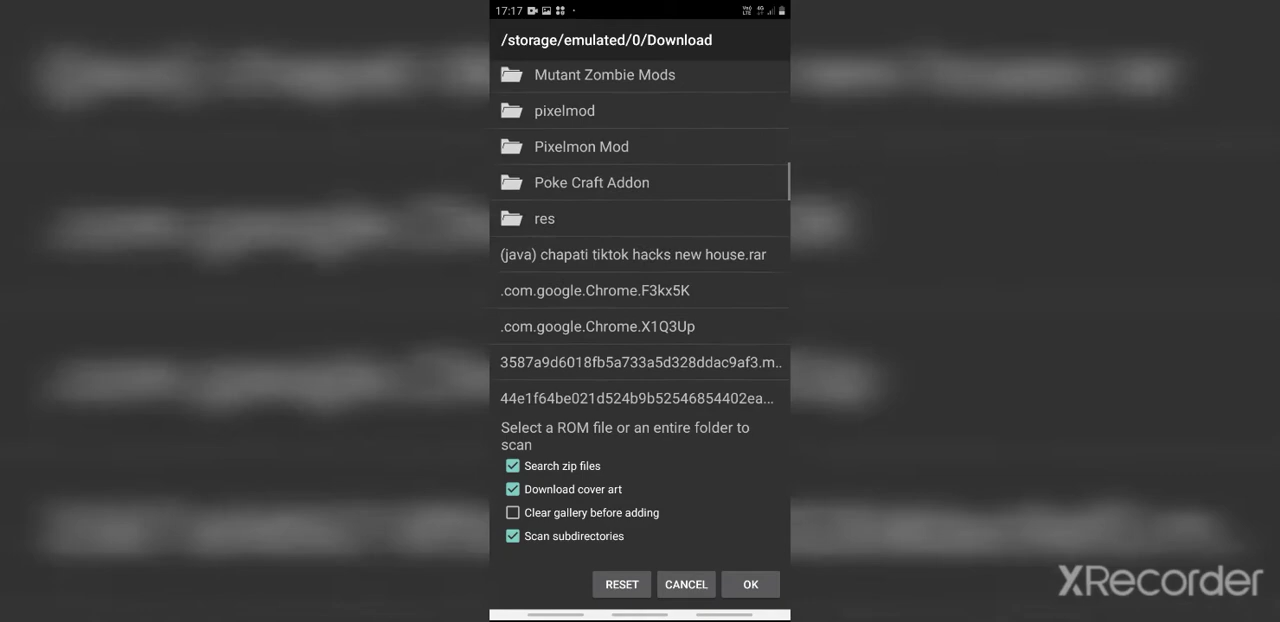 17:17
Vo)) LTE 4G
/storage/emulated/0/Download
Mutant Zombie Mods
pixelmod
Pixelmon Mod
Poke Craft Addon
res
(java) chapati tiktok hacks new house.rar
.com.google.Chrome.F3kx5K
.com.google.Chrome.X1Q3Up
3587a9d6018fb5a733a5d328ddac9af3.m..
44e1f64be021d524b9b52546854402ea...
Select a ROM file or an entire folder to
scan
Search zip files
Download cover art
Clear gallery before adding
Scan subdirectories
RESET CANCEL OK
XRecorder